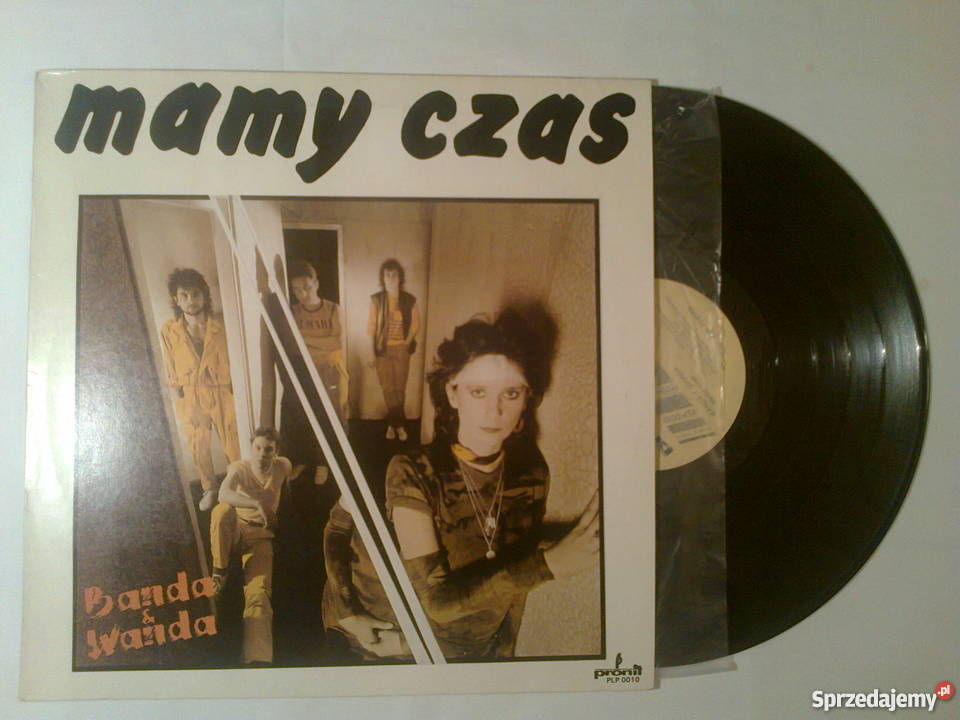 mamy czas
Banda
&
Wanda
pronit
PLP 0010
Sprzedajemy.pl